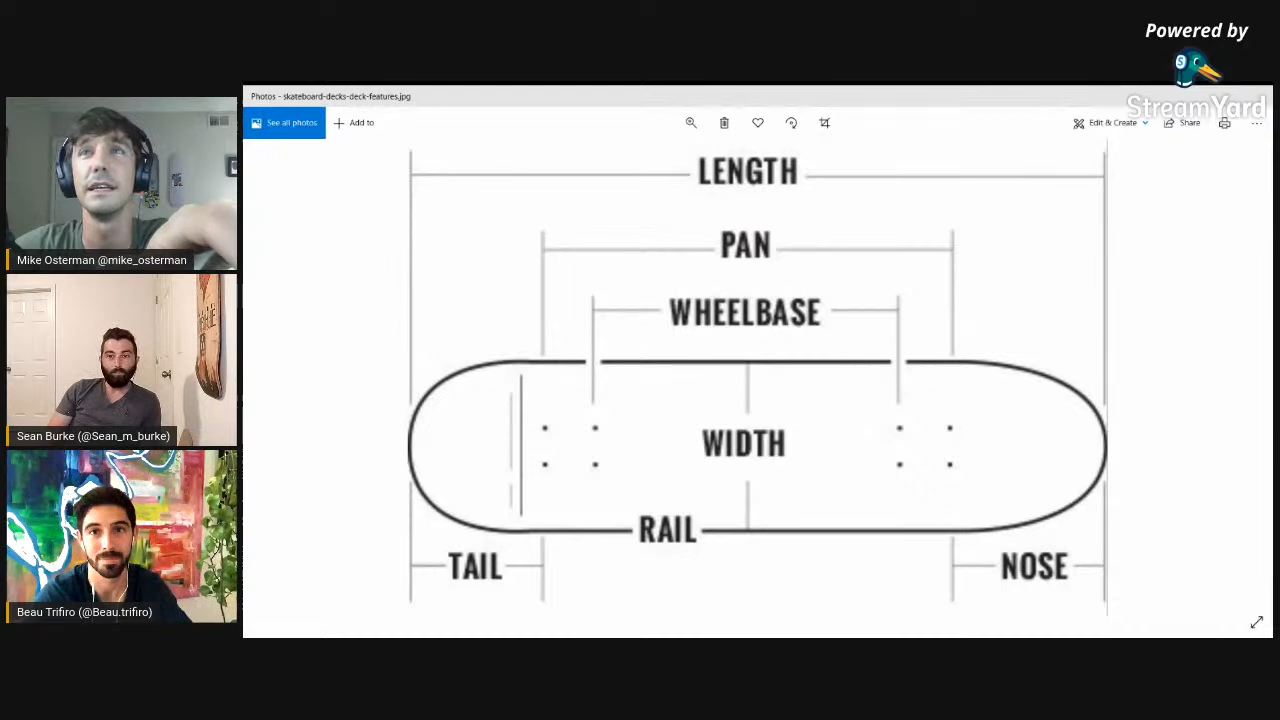 Powered by
StreamYard
Photos - skateboard-decks-deck-features.jpg
See all photos
Add to
Edit & Create
Share
LENGTH
PAN
WHEELBASE
WIDTH
RAIL
TAIL
NOSE
Mike Osterman @mike_osterman
Sean Burke (@Sean_m_burke)
Beau Trifiro (@Beau.trifiro)